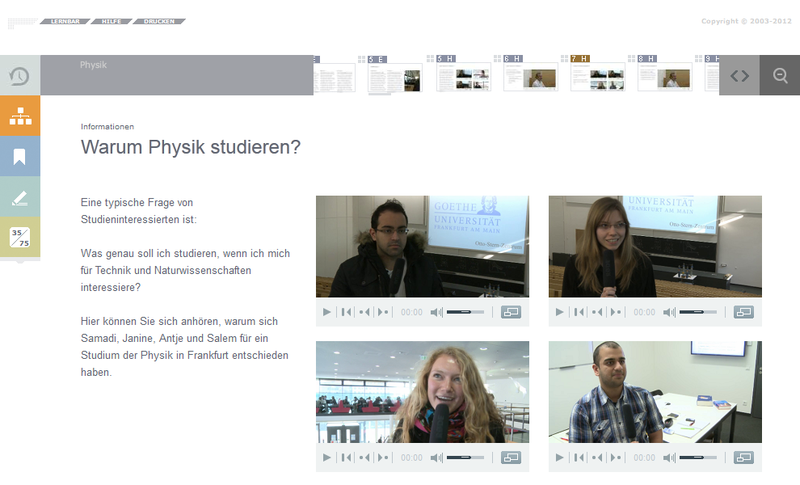 LERNBAR HILFE DRUCKEN
Copyright © 2003-2012
Physik
E 5 E 5 H 6 H 7 H 8 H 9 H
Informationen
Warum Physik studieren?
35
75
Eine typische Frage von
Studieninteressierten ist:
Was genau soll ich studieren, wenn ich mich
für Technik und Naturwissenschaften
interessiere?
Hier können Sie sich anhören, warum sich
Samadi, Janine, Antje und Salem für ein
Studium der Physik in Frankfurt entschieden
haben.
GOETHE
UNIVERSITÄT
FRANKFURT AM MAIN
UNIVERSITÄT
FRANKFURT AM MAIN
00:00
00:00
00:00
00:00